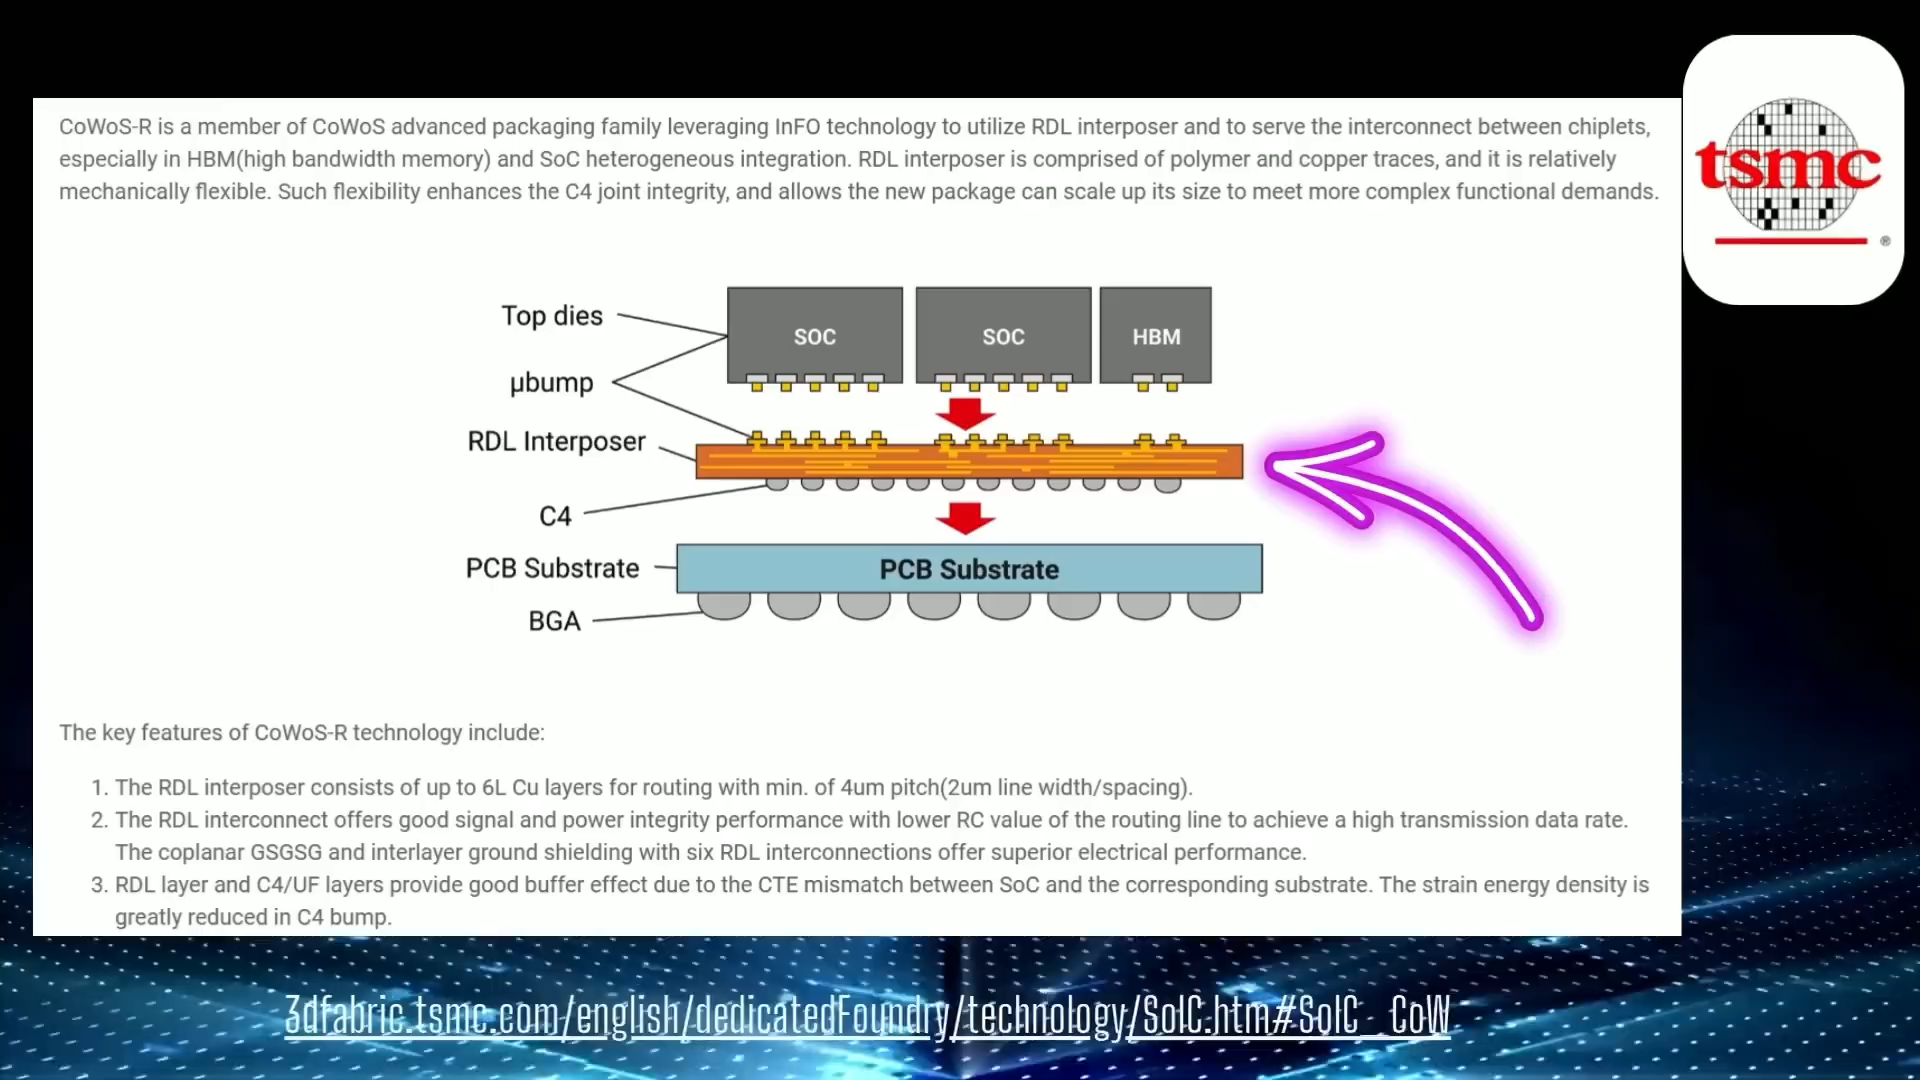 CoWoS-R is a member of CoWoS advanced packaging family leveraging InFO technology to utilize RDL interposer and to serve the interconnect between chiplets,
especially in HBM(high bandwidth memory) and SoC heterogeneous integration. RDL interposer is comprised of polymer and copper traces, and it is relatively
mechanically flexible. Such flexibility enhances the C4 joint integrity, and allows the new package can scale up its size to meet more complex functional demands.
tsmc
®
Top dies
SOC
SOC
HBM
μbump
RDL Interposer
C4
PCB Substrate
PCB Substrate
BGA
The key features of CoWoS-R technology include:
1. The RDL interposer consists of up to 6L Cu layers for routing with min. of 4um pitch(2um line width/spacing).
2. The RDL interconnect offers good signal and power integrity performance with lower RC value of the routing line to achieve a high transmission data rate.
The coplanar GSGSG and interlayer ground shielding with six RDL interconnections offer superior electrical performance.
3. RDL layer and C4/UF layers provide good buffer effect due to the CTE mismatch between SoC and the corresponding substrate. The strain energy density is
greatly reduced in C4 bump.
3dfabric.tsmc.com/english/dedicatedFoundry/technology/SoIC.htm#SoIC_CoW